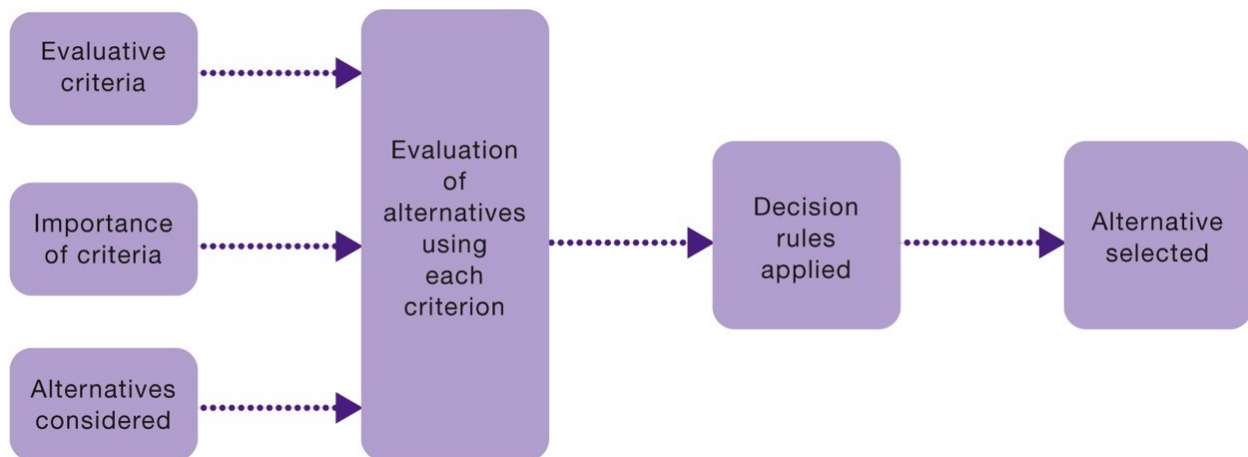 Evaluative
criteria
Importance
of criteria
Alternatives
considered
Evaluation
of
alternatives
using
each
criterion
Decision
rules
applied
Alternative
selected